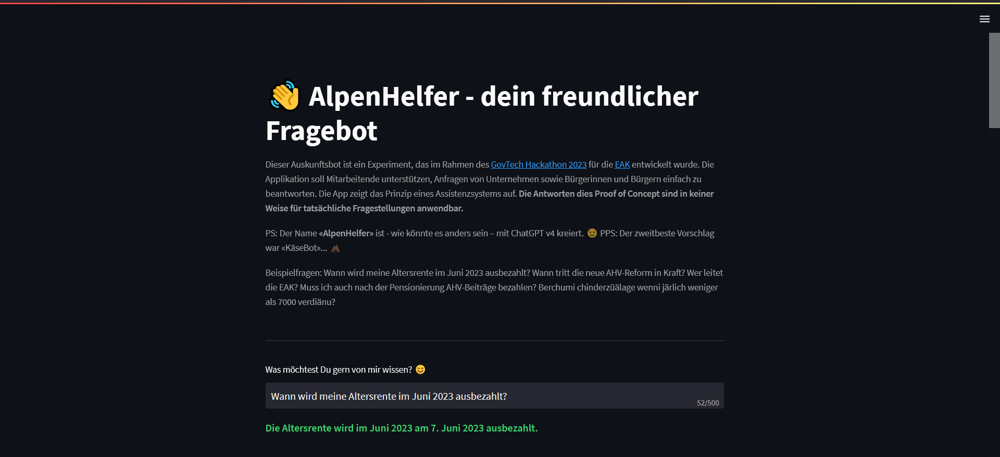 👋 AlpenHelfer - dein freundlicher
Fragebot
Dieser Auskunftsbot ist ein Experiment, das im Rahmen des GovTech Hackathon 2023 für die EAK entwickelt wurde. Die
Applikation soll Mitarbeitende unterstützen, Anfragen von Unternehmen sowie Bürgerinnen und Bürgern einfach zu
beantworten. Die App zeigt das Prinzip eines Assistenzsystems auf. Die Antworten dies Proof of Concept sind in keiner
Weise für tatsächliche Fragestellungen anwendbar.
PS: Der Name «AlpenHelfer» ist - wie könnte es anders sein – mit ChatGPT v4 kreiert. 😉 PPS: Der zweitbeste Vorschlag
war «KäseBot»... 💩
Beispielfragen: Wann wird meine Altersrente im Juni 2023 ausbezahlt? Wann tritt die neue AHV-Reform in Kraft? Wer leitet
die EAK? Muss ich auch nach der Pensionierung AHV-Beiträge bezahlen? Berchumi chinderzüälage wenni järlich weniger
als 7000 verdiänu?
Was möchtest Du gern von mir wissen? 😊
Wann wird meine Altersrente im Juni 2023 ausbezahlt?
52/500
Die Altersrente wird im Juni 2023 am 7. Juni 2023 ausbezahlt.